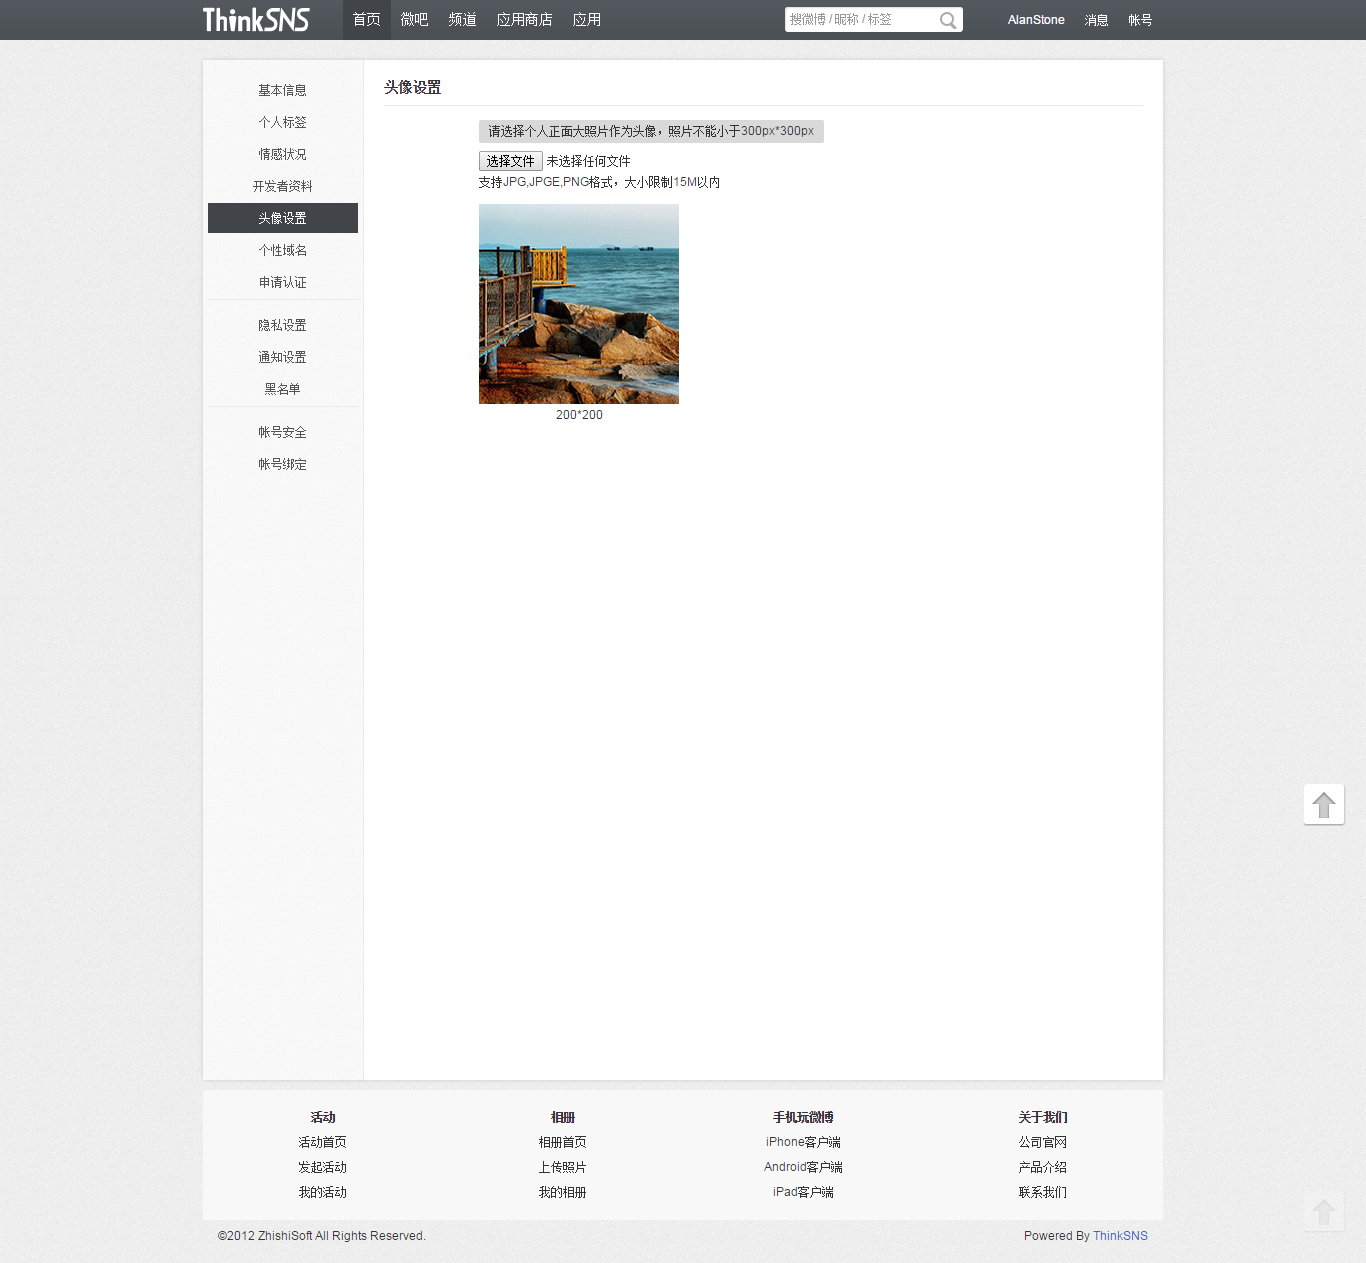 ThinkSNS 首页 微吧 频道 应用商店 应用 搜微博 / 昵称 / 标签 AlanStone 消息 帐号
基本信息
个人标签
情感状况
开发者资料
头像设置
个性域名
申请认证
隐私设置
通知设置
黑名单
帐号安全
帐号绑定
头像设置
请选择个人正面大照片作为头像，照片不能小于300px*300px
选择文件 未选择任何文件
支持JPG,JPGE,PNG格式，大小限制15M以内
200*200
活动
活动首页
发起活动
我的活动
相册
相册首页
上传照片
我的相册
手机玩微博
iPhone客户端
Android客户端
iPad客户端
关于我们
公司官网
产品介绍
联系我们
©2012 ZhishiSoft All Rights Reserved. Powered By ThinkSNS